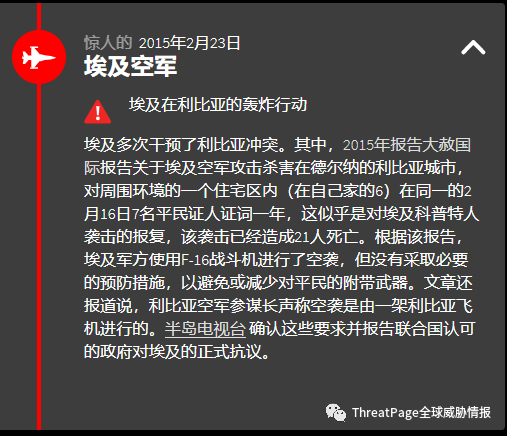 惊人的 2015年2月23日
埃及空军
埃及在利比亚的轰炸行动
埃及多次干预了利比亚冲突。其中，2015年报告大赦国
际报告关于埃及空军攻击杀害在德尔纳的利比亚城市，
对周围环境的一个住宅区内（在自己家的6）在同一的2
月16日7名平民证人证词一年，这似乎是对埃及科普特人
袭击的报复，该袭击已经造成21人死亡。根据该报告，
埃及军方使用F-16战斗机进行了空袭，但没有采取必要
的预防措施，以避免或减少对平民的附带武器。文章还
报道说，利比亚空军参谋长声称空袭是由一架利比亚飞
机进行的。半岛电视台 确认这些要求并报告联合国认可
的政府对埃及的正式抗议。
ThreatPage全球威胁情报